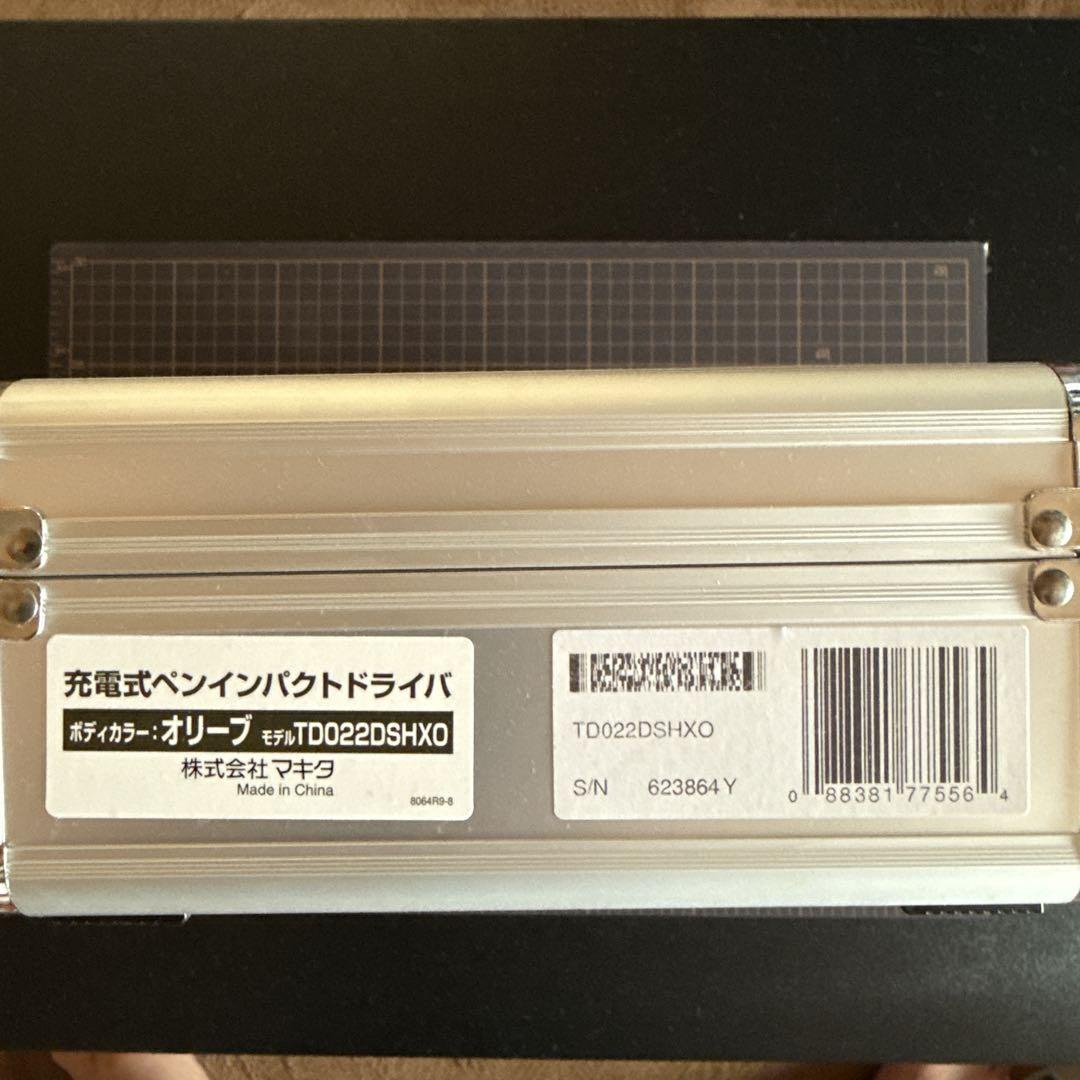 充電式ペンインパクトドライバ
ボディカラー:オリーブ モデルTD022DSHXO
株式会社マキタ
Made in China
8064R9-8
TD022DSHXO
S/N 623864Y
0 88381 77556 4